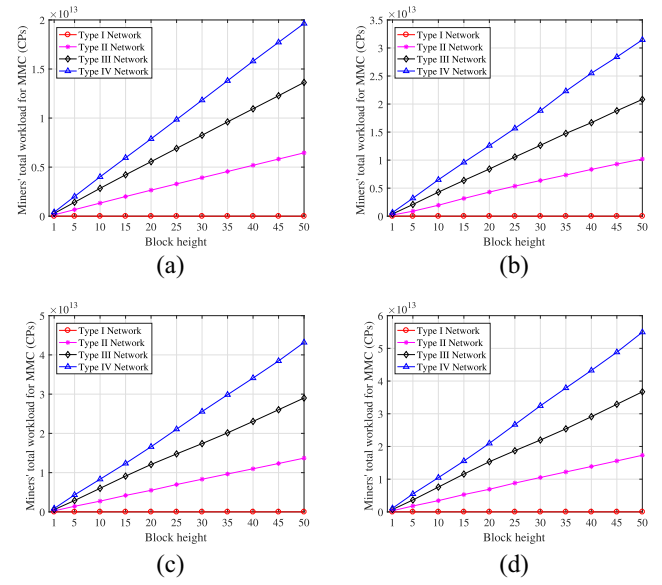 ×10^13
Miners' total workload for MMC (CPs)
2
1.5
1
0.5
0
Type I Network
Type II Network
Type III Network
Type IV Network
1 5 10 15 20 25 30 35 40 45 50
Block height
(a)
×10^13
Miners' total workload for MMC (CPs)
3.5
3
2.5
2
1.5
1
0.5
0
Type I Network
Type II Network
Type III Network
Type IV Network
1 5 10 15 20 25 30 35 40 45 50
Block height
(b)
×10^13
Miners' total workload for MMC (CPs)
5
4
3
2
1
0
Type I Network
Type II Network
Type III Network
Type IV Network
1 5 10 15 20 25 30 35 40 45 50
Block height
(c)
×10^13
Miners' total workload for MMC (CPs)
6
5
4
3
2
1
0
Type I Network
Type II Network
Type III Network
Type IV Network
1 5 10 15 20 25 30 35 40 45 50
Block height
(d)